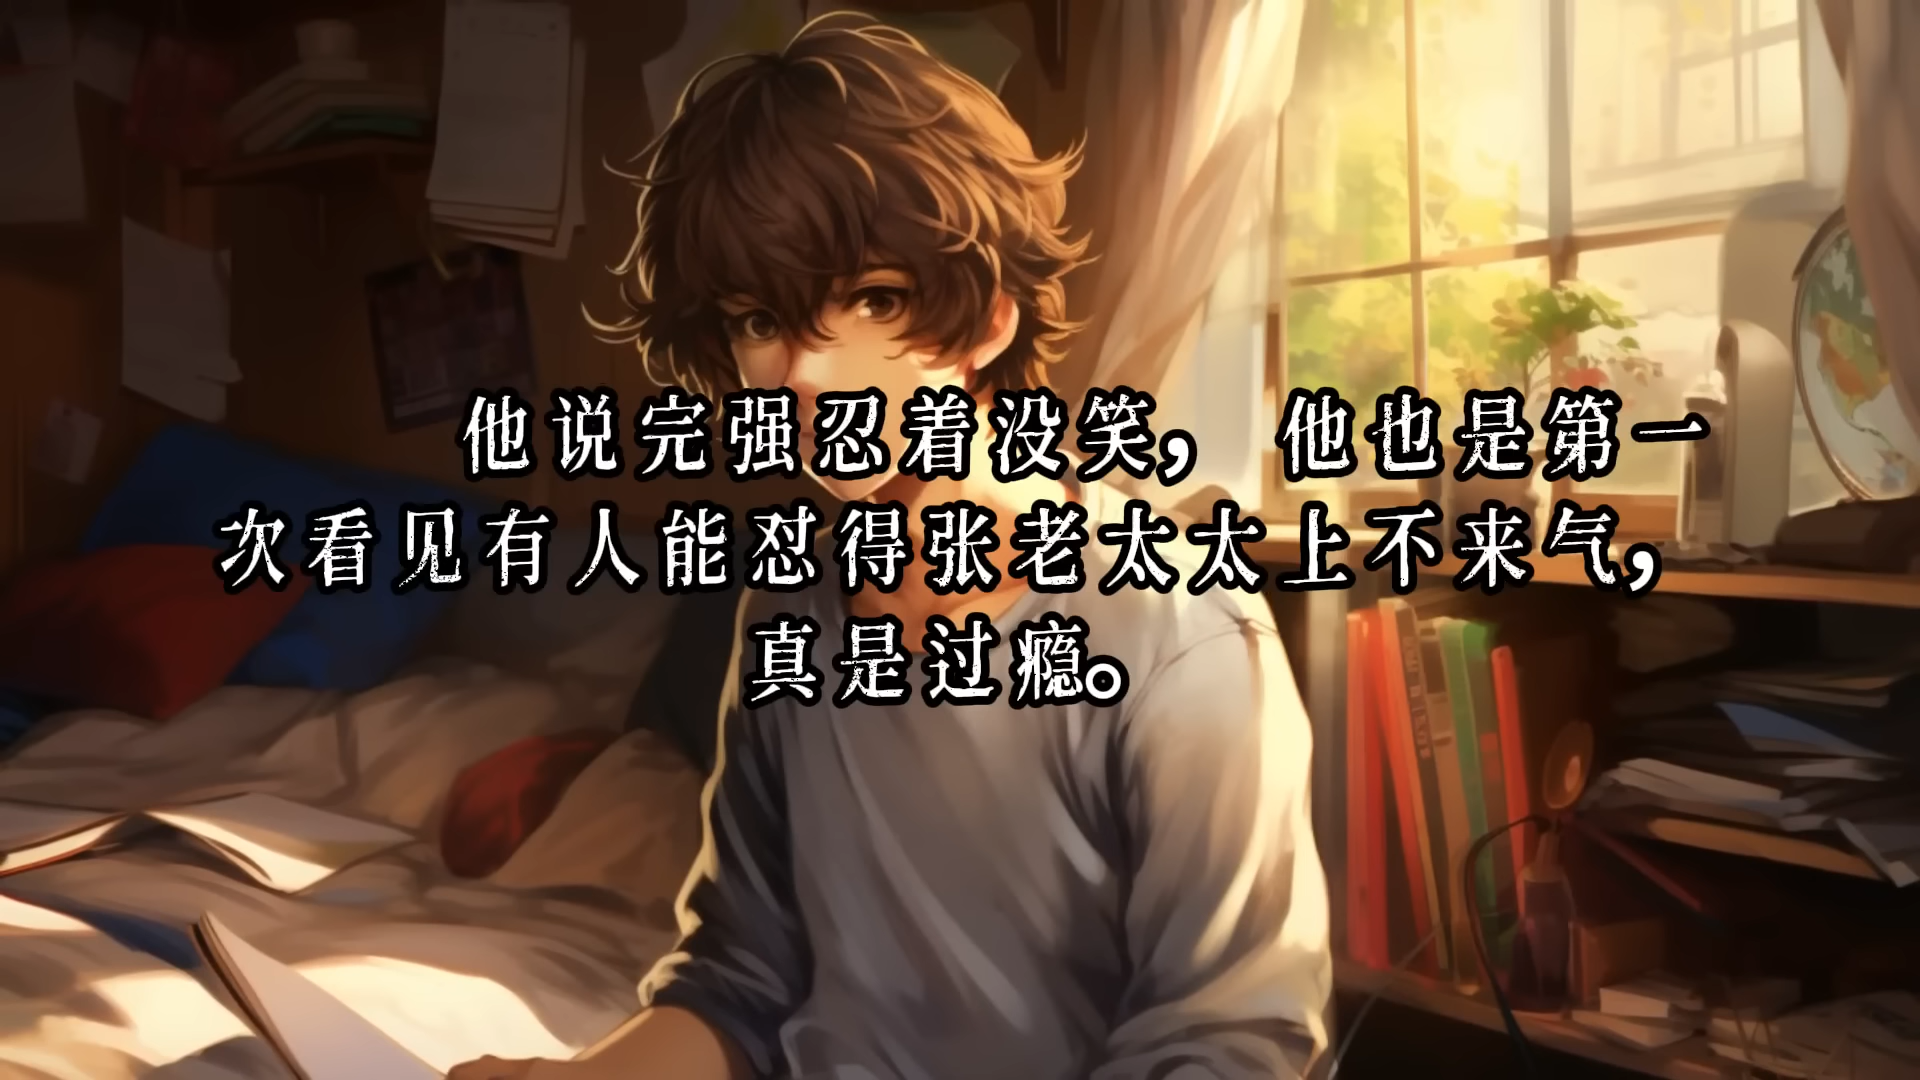 他说完强忍着没笑，他也是第一
次看见有人能怼得张老太太上不来气，
真是过瘾。